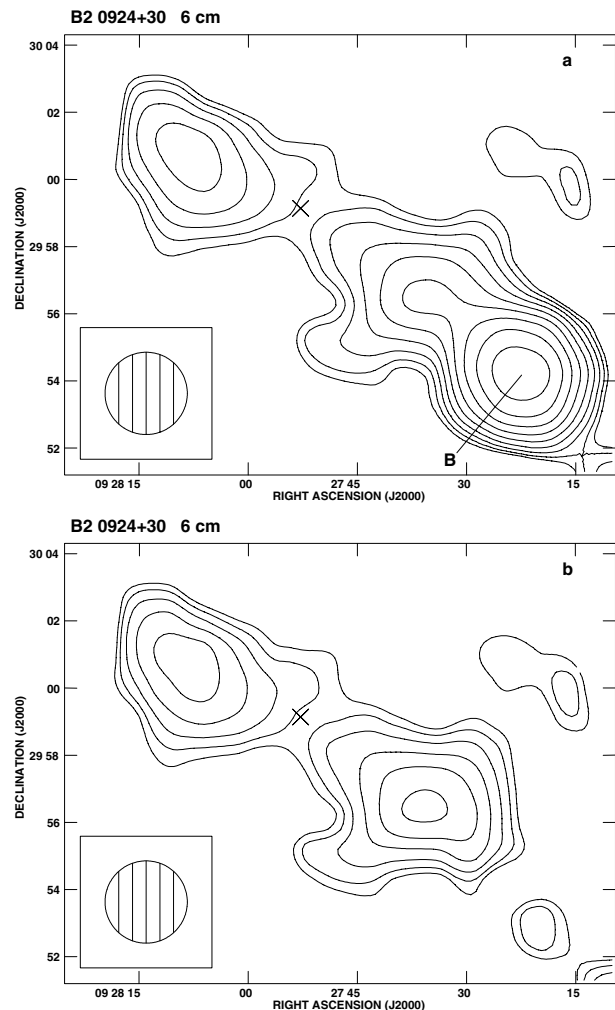 B2 0924+30 6 cm
a
30 04
02
00
29 58
56
54
52
DECLINATION (J2000)
B
09 28 15
00
27 45
30
15
RIGHT ASCENSION (J2000)
B2 0924+30 6 cm
b
30 04
02
00
29 58
56
54
52
DECLINATION (J2000)
09 28 15
00
27 45
30
15
RIGHT ASCENSION (J2000)